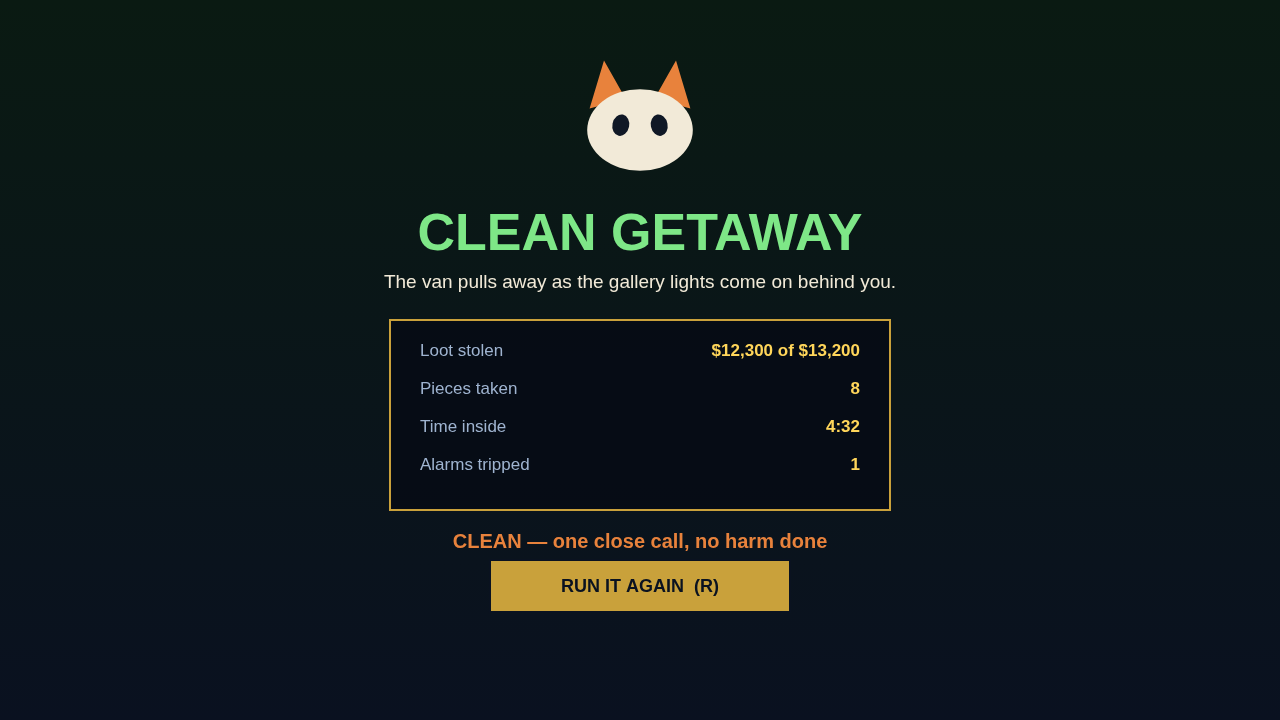 CLEAN GETAWAY
The van pulls away as the gallery lights come on behind you.
Loot stolen $12,300 of $13,200
Pieces taken 8
Time inside 4:32
Alarms tripped 1
CLEAN — one close call, no harm done
RUN IT AGAIN (R)